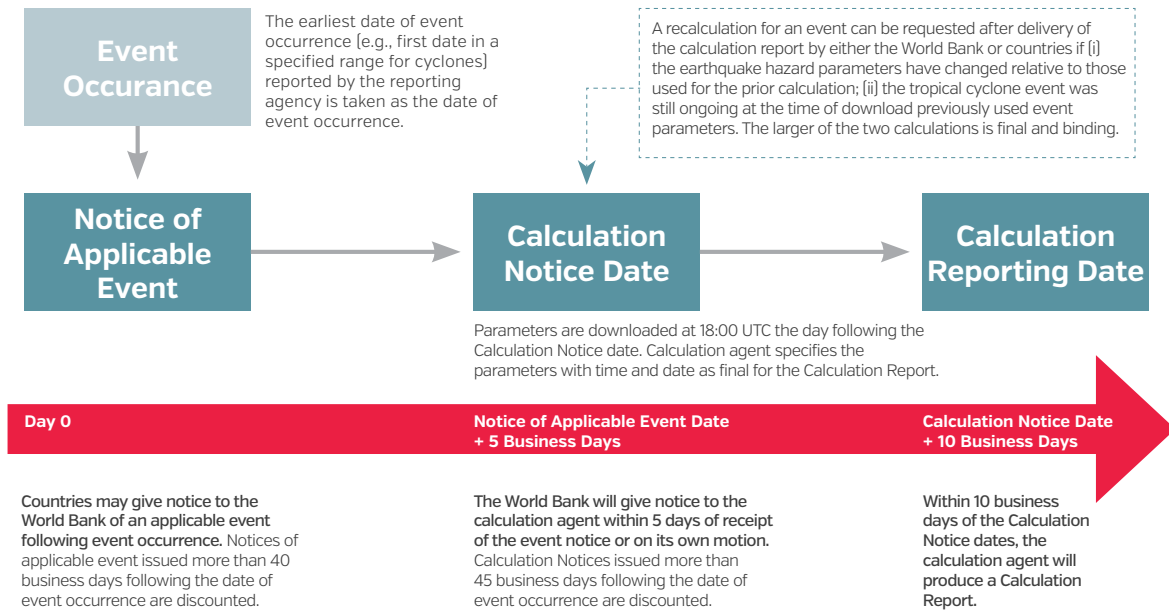 Event
Occurance
The earliest date of event
occurrence (e.g., first date in a
specified range for cyclones)
reported by the reporting
agency is taken as the date of
event occurrence.
A recalculation for an event can be requested after delivery of
the calculation report by either the World Bank or countries if (i)
the earthquake hazard parameters have changed relative to those
used for the prior calculation; (ii) the tropical cyclone event was
still ongoing at the time of download previously used event
parameters. The larger of the two calculations is final and binding.
Notice of
Applicable
Event
Calculation
Notice Date
Calculation
Reporting Date
Parameters are downloaded at 18:00 UTC the day following the
Calculation Notice date. Calculation agent specifies the
parameters with time and date as final for the Calculation Report.
Day 0
Notice of Applicable Event Date
+ 5 Business Days
Calculation Notice Date
+ 10 Business Days
Countries may give notice to the
World Bank of an applicable event
following event occurrence. Notices of
applicable event issued more than 40
business days following the date of
event occurrence are discounted.
The World Bank will give notice to the
calculation agent within 5 days of receipt
of the event notice or on its own motion.
Calculation Notices issued more than
45 business days following the date of
event occurrence are discounted.
Within 10 business
days of the Calculation
Notice dates, the
calculation agent will
produce a Calculation
Report.